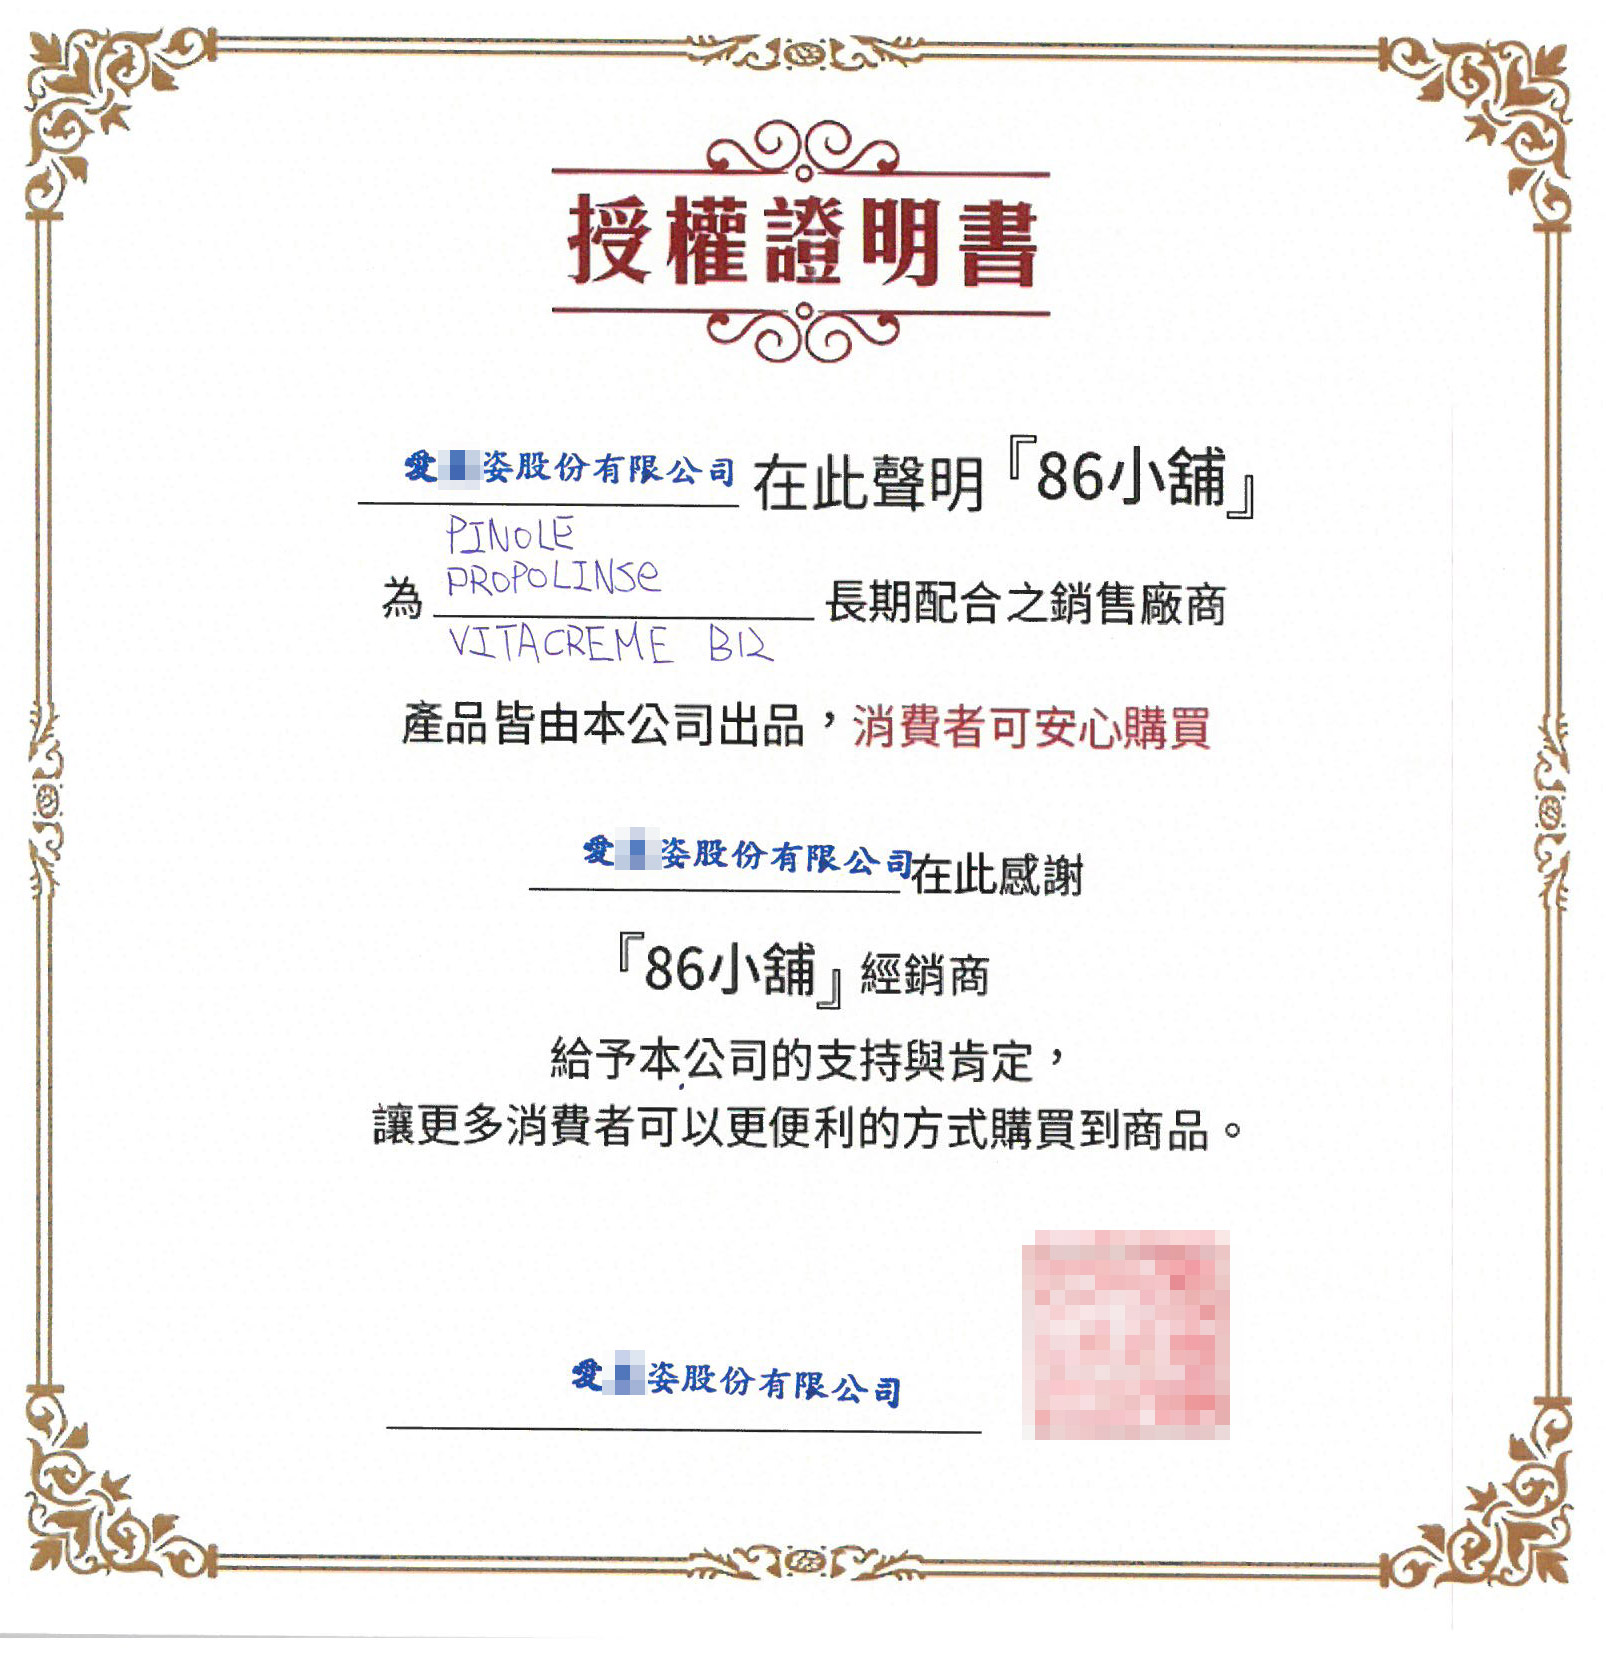 授權證明書
愛 姿股份有限公司 在此聲明『86小舖』
PINOLE
為 PROPOLINSe 長期配合之銷售廠商
VITACREME B12
產品皆由本公司出品，消費者可安心購買
愛 姿股份有限公司在此感謝
『86小舖』經銷商
給予本公司的支持與肯定，
讓更多消費者可以更便利的方式購買到商品。
愛 姿股份有限公司